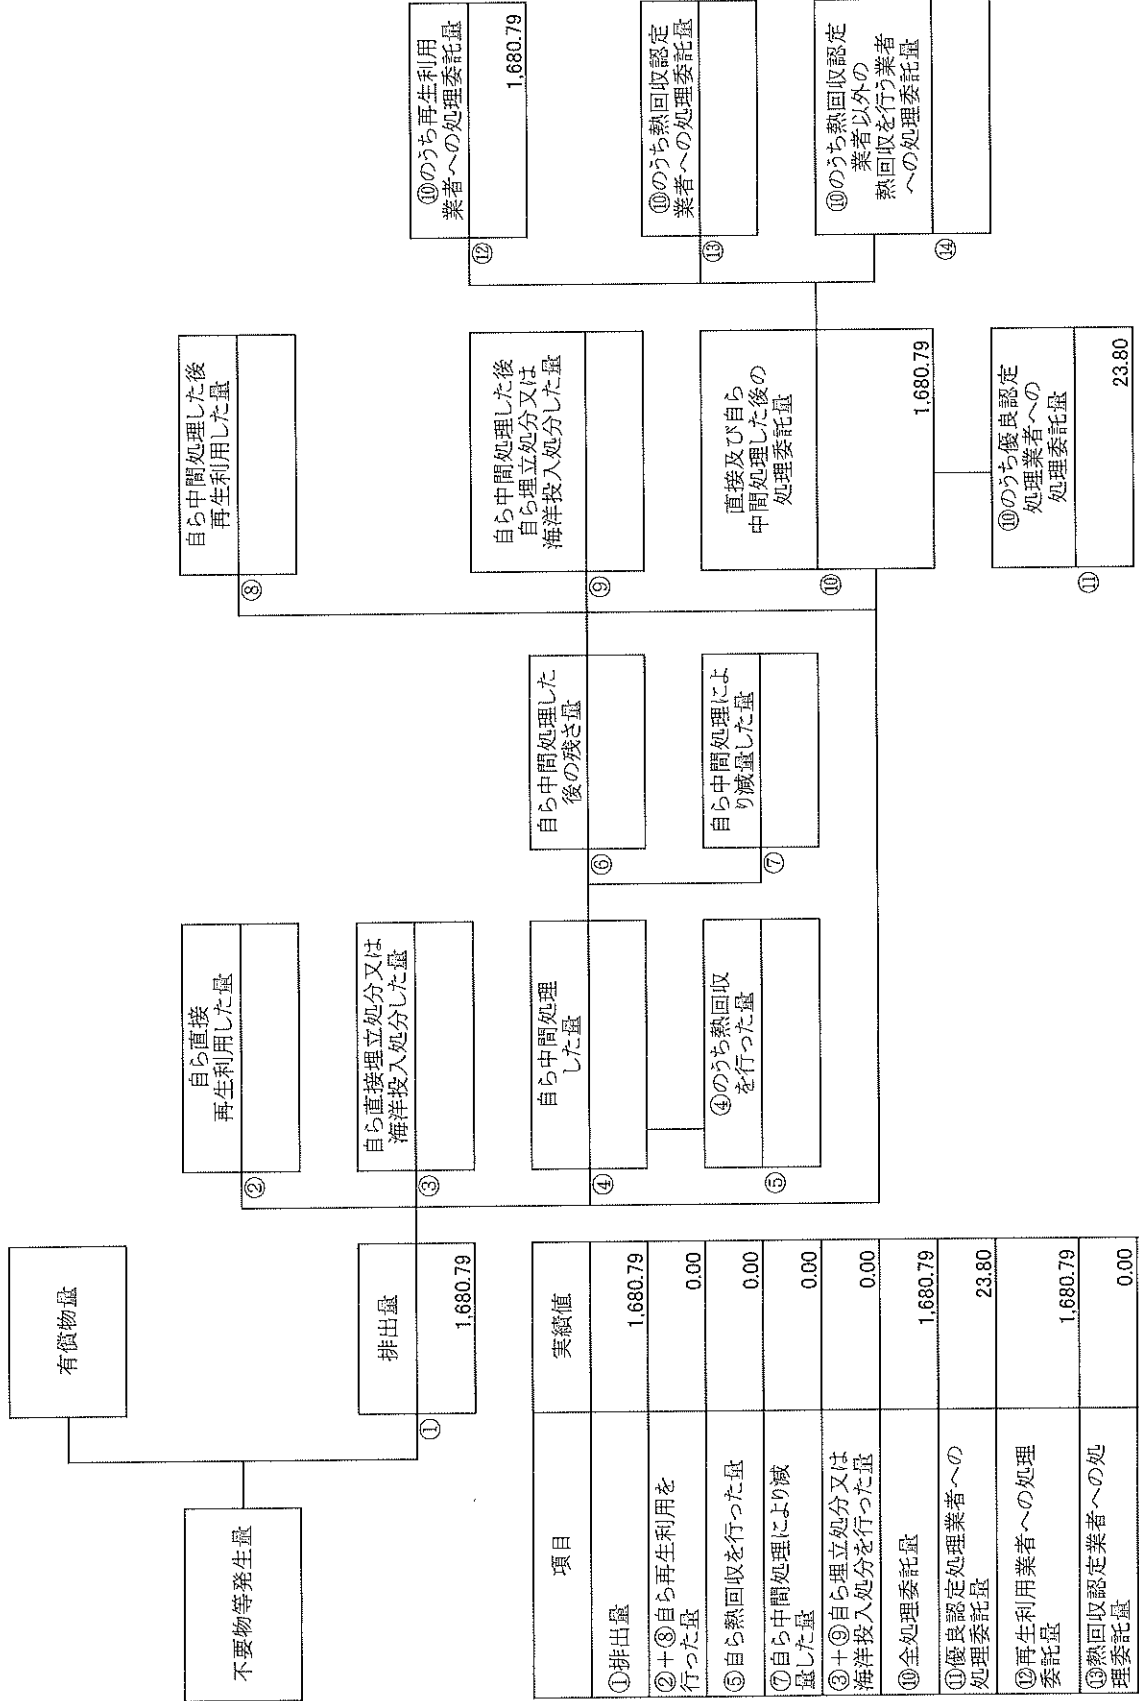 不要物等発生量
有償物量
①
排出量
1,680.79
②
自ら直接
再生利用した量
③
自ら直接埋立処分又は
海洋投入処分した量
④
自ら中間処理
した量
⑤
④のうち熱回収
を行った量
⑥
自ら中間処理した
後の残さ量
⑦
自ら中間処理によ
り減量した量
⑧
自ら中間処理した後
再生利用した量
⑨
自ら中間処理した後
自ら埋立処分又は
海洋投入処分した量
⑩
直接及び自ら
中間処理した後の
処理委託量
1,680.79
⑪
⑩のうち優良認定
処理業者への
処理委託量
23.80
⑫
⑩のうち再生利用
業者への処理委託量
1,680.79
⑬
⑩のうち熱回収認定
業者への処理委託量
⑭
⑩のうち熱回収認定
業者以外の
熱回収を行う業者
への処理委託量
項目 実績値
①排出量 1,680.79
②+⑧自ら再生利用を
行った量 0.00
⑤自ら熱回収を行った量 0.00
⑦自ら中間処理により減
量した量 0.00
③+⑨自ら埋立処分又は
海洋投入処分を行った量 0.00
⑩全処理委託量 1,680.79
⑪優良認定処理業者への
処理委託量 23.80
⑫再生利用業者への処理
委託量 1,680.79
⑬熱回収認定業者への処
理委託量 0.00